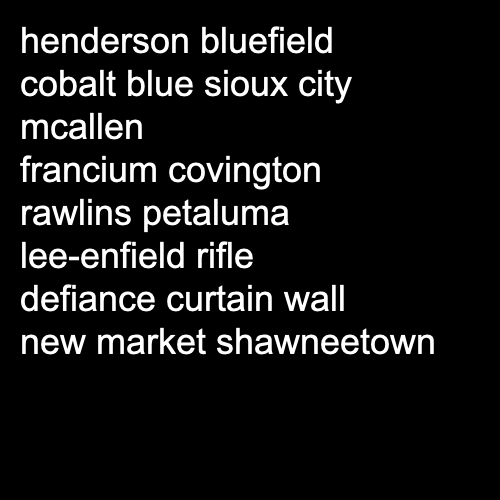 henderson bluefield
cobalt blue sioux city
mcallen
francium covington
rawlins petaluma
lee-enfield rifle
defiance curtain wall
new market shawneetown